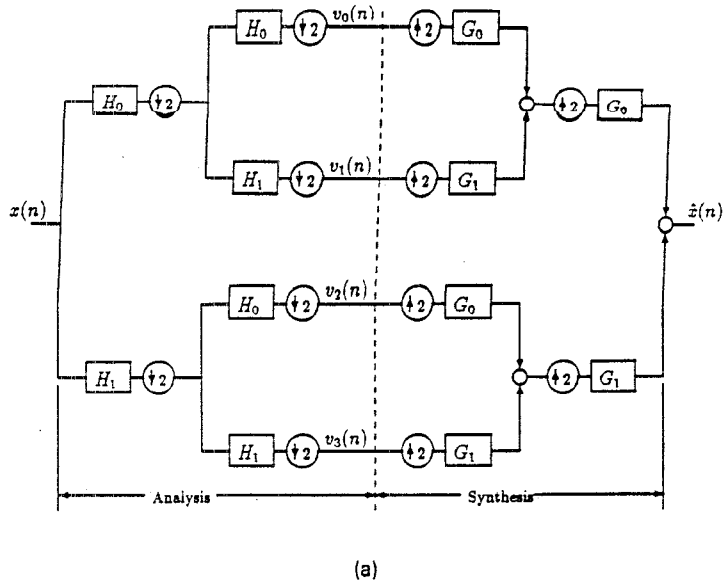 H₀ ↓2 v₀(n) ↑2 G₀
H₀ ↓2 ↑2 G₀
H₁ ↓2 v₁(n) ↑2 G₁
x(n) x̂(n)
H₀ ↓2 v₂(n) ↑2 G₀
H₁ ↓2 ↑2 G₁
H₁ ↓2 v₃(n) ↑2 G₁
Analysis Synthesis
(a)